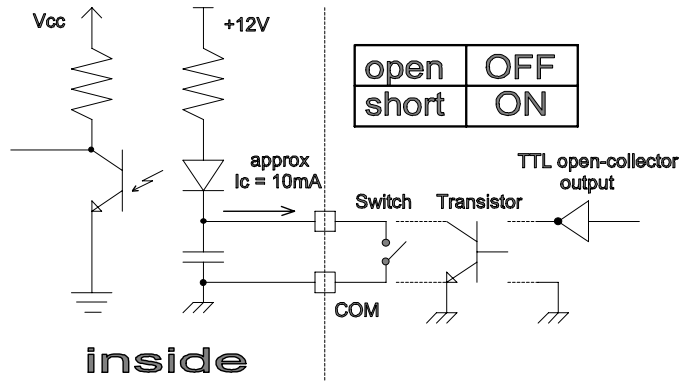 Vcc
+12V
open OFF
short ON
approx
Ic = 10mA
TTL open-collector
output
Switch
Transistor
COM
inside